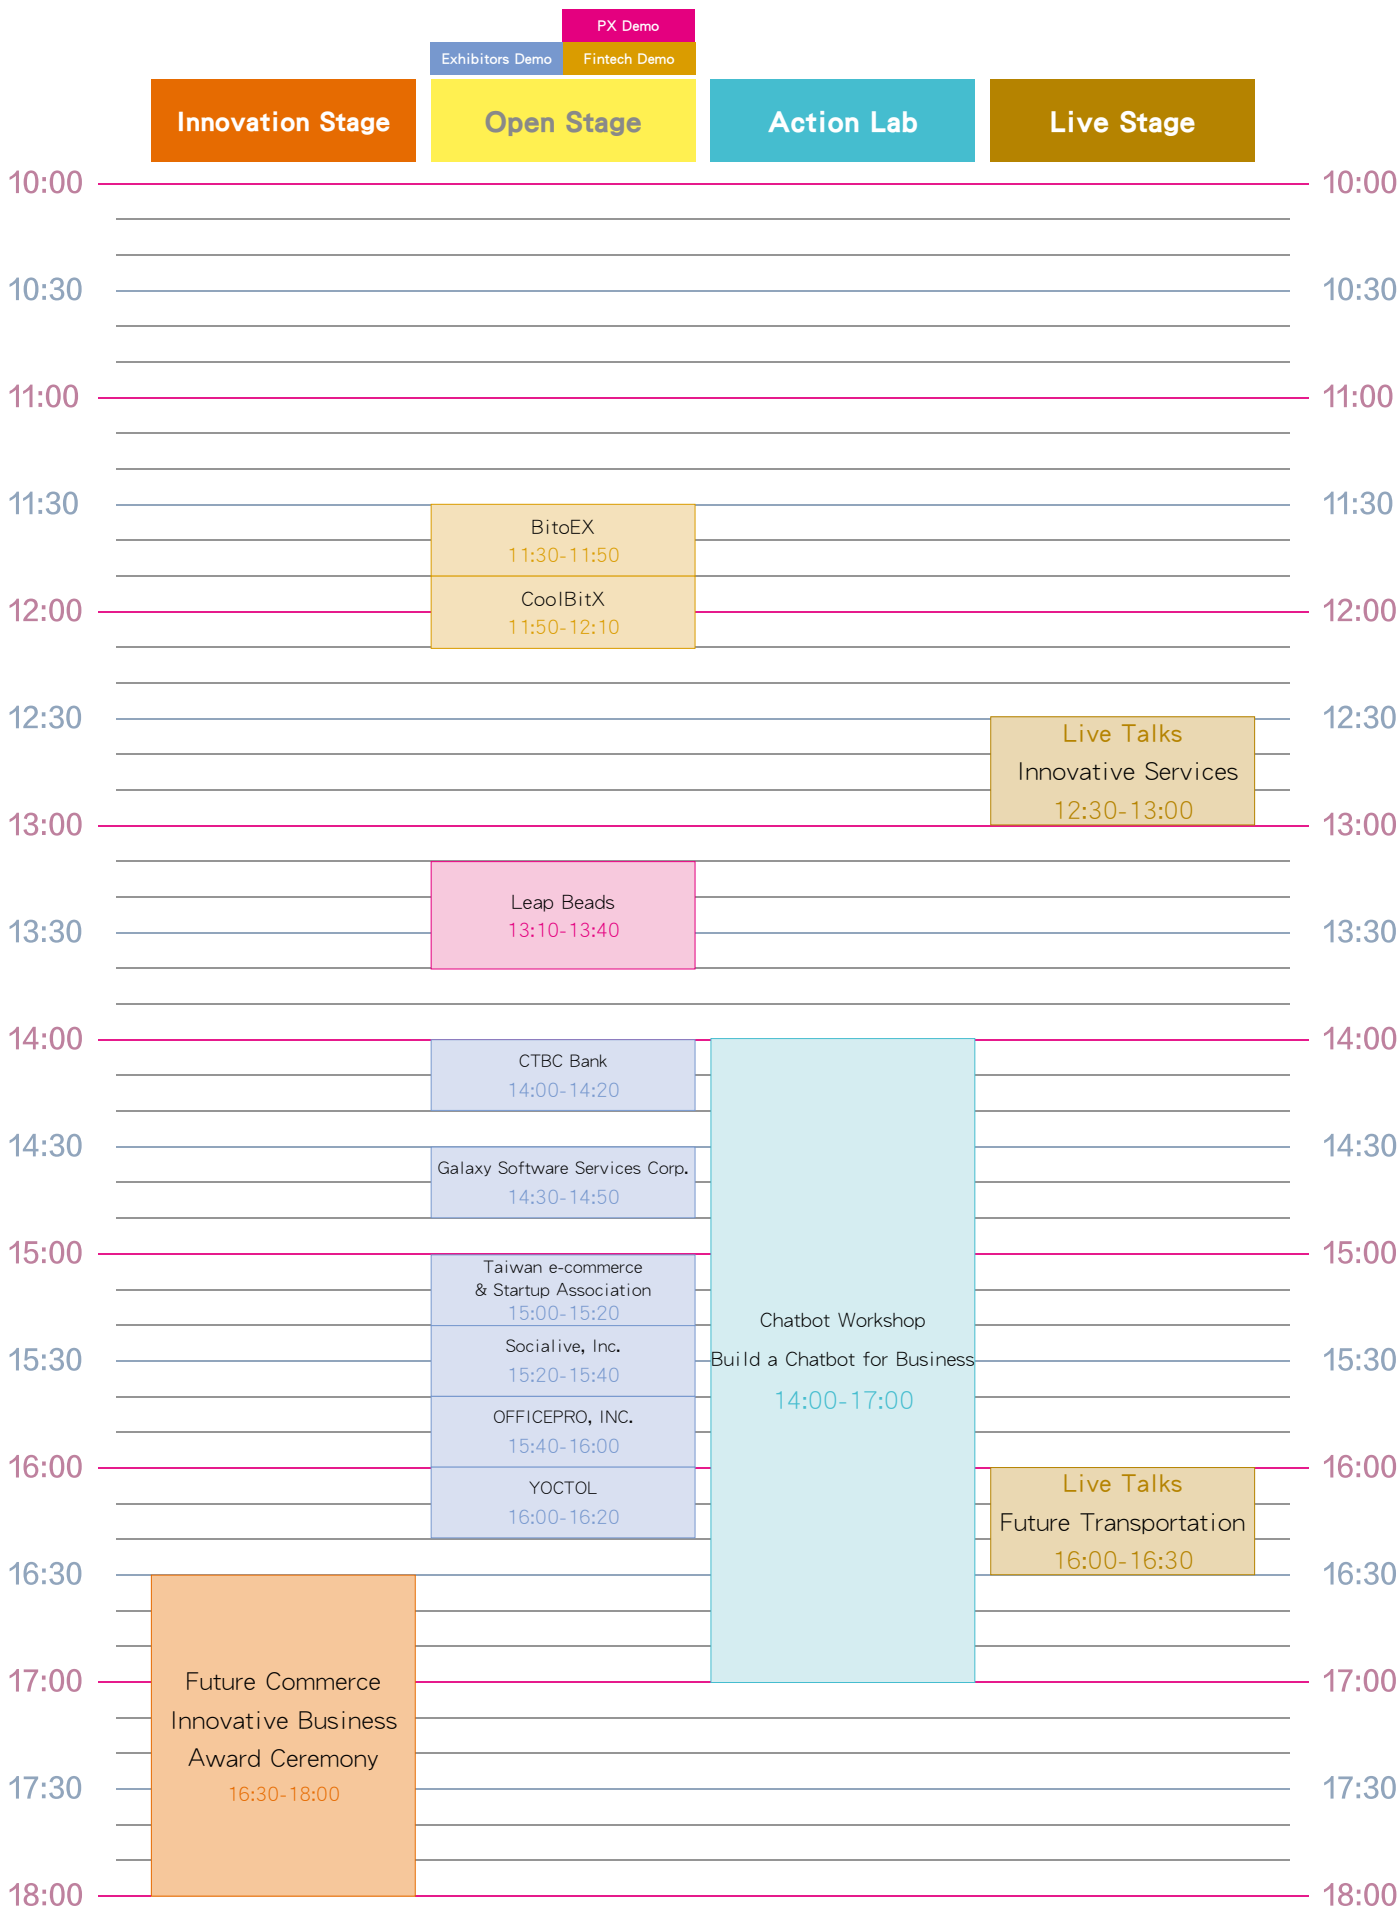 PX Demo
Exhibitors Demo Fintech Demo
Innovation Stage Open Stage Action Lab Live Stage
10:00 10:00
10:30 10:30
11:00 11:00
11:30 11:30
BitoEX
11:30-11:50
CoolBitX
12:00 12:00
11:50-12:10
12:30 12:30
Live Talks
Innovative Services
12:30-13:00
13:00 13:00
Leap Beads
13:10-13:40
13:30 13:30
14:00 14:00
CTBC Bank
14:00-14:20
14:30 14:30
Galaxy Software Services Corp.
14:30-14:50
15:00 15:00
Taiwan e-commerce
& Startup Association
15:00-15:20
Socialive, Inc.
15:20-15:40
Chatbot Workshop
Build a Chatbot for Business
14:00-17:00
15:30 15:30
OFFICEPRO, INC.
15:40-16:00
16:00 16:00
YOCTOL
16:00-16:20
Live Talks
Future Transportation
16:00-16:30
16:30 16:30
17:00 17:00
Future Commerce
Innovative Business
Award Ceremony
16:30-18:00
17:30 17:30
18:00 18:00